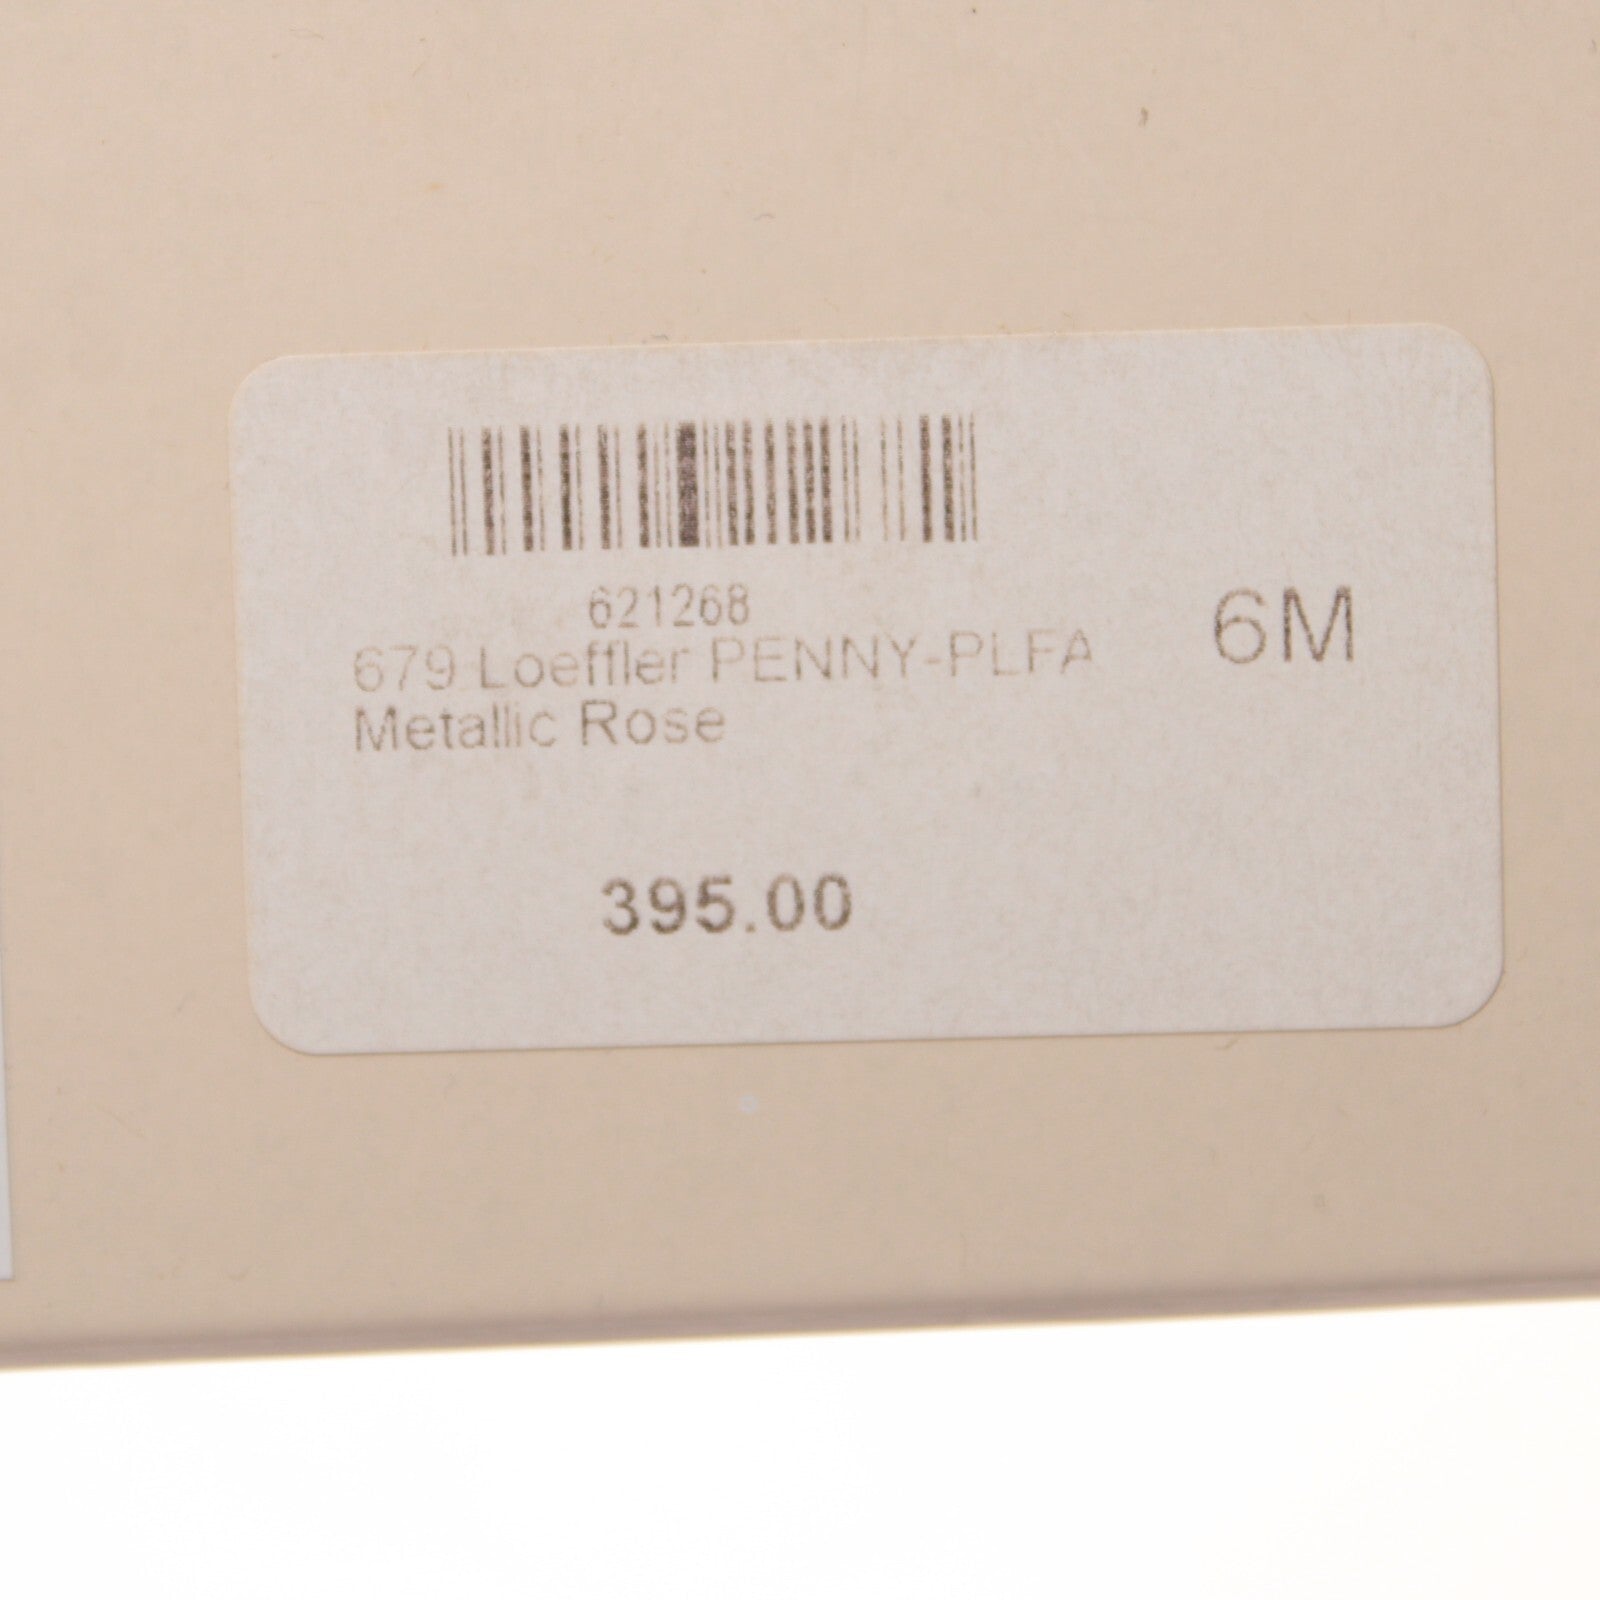 621268
679 Loeffler PENNY-PLFA
6M
Metallic Rose
395.00